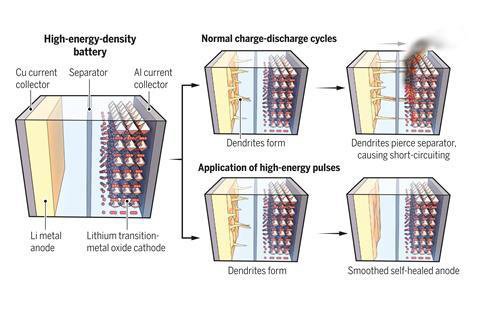 High-energy-density
battery
Cu current
collector
Separator
Al current
collector
Li metal
anode
Lithium transition-
metal oxide cathode
Normal charge-discharge cycles
Dendrites form
Dendrites pierce separator,
causing short-circuiting
Application of high-energy pulses
Dendrites form
Smoothed self-healed anode